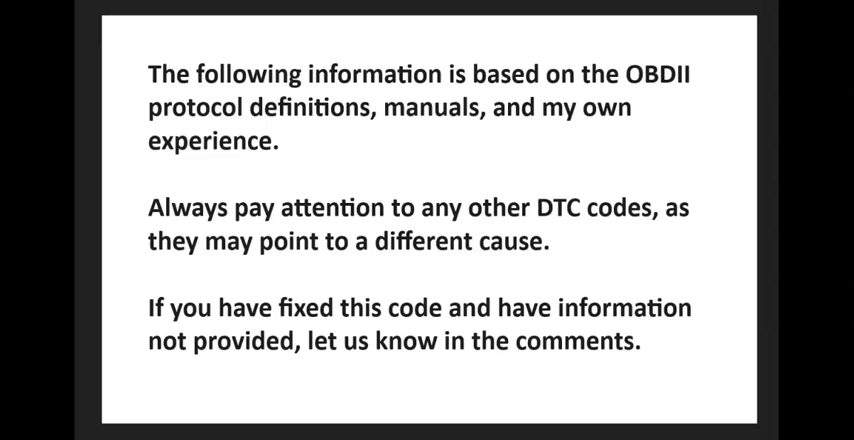 The following information is based on the OBDII
protocol definitions, manuals, and my own
experience.
Always pay attention to any other DTC codes, as
they may point to a different cause.
If you have fixed this code and have information
not provided, let us know in the comments.